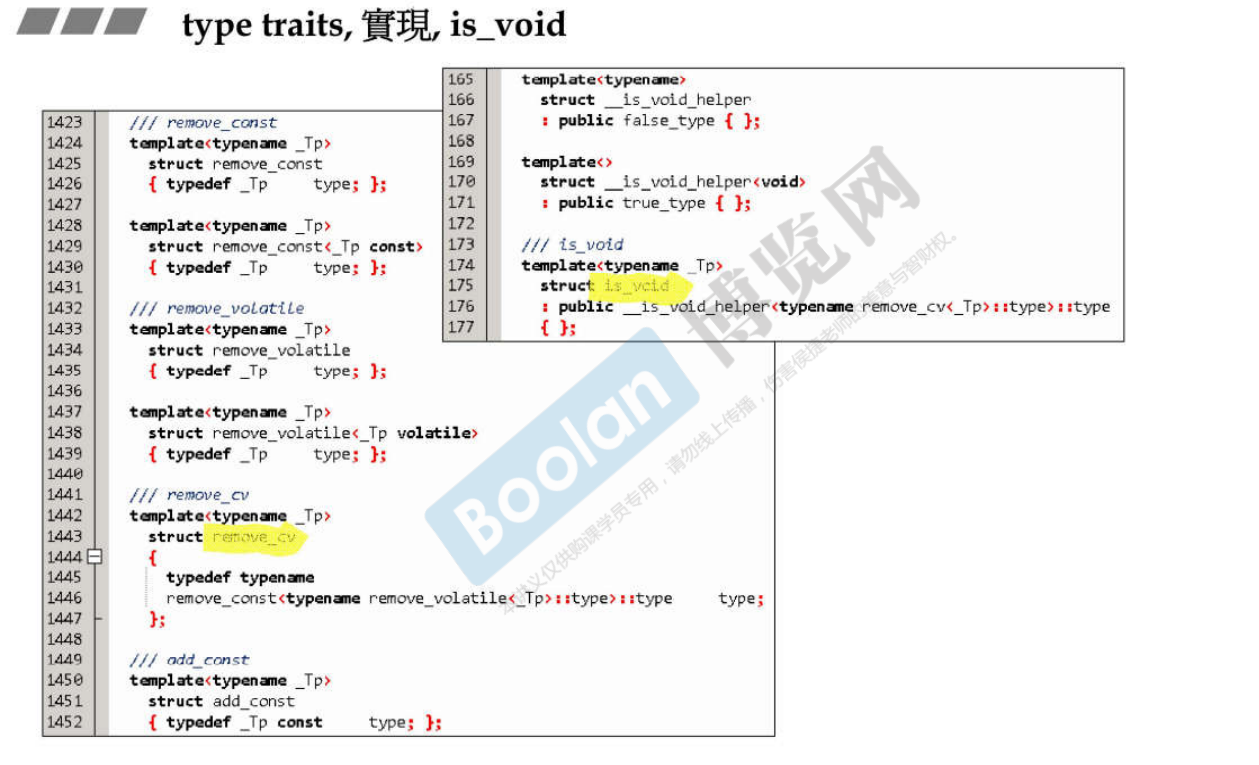 type traits, 實現, is_void
165 template<typename>
166 struct __is_void_helper
167 : public false_type { };
168
169 template<>
170 struct __is_void_helper<void>
171 : public true_type { };
172
173 /// is_void
174 template<typename _Tp>
175 struct is_void
176 : public __is_void_helper<typename remove_cv<_Tp>::type>::type
177 { };
1423 /// remove_const
1424 template<typename _Tp>
1425 struct remove_const
1426 { typedef _Tp type; };
1427
1428 template<typename _Tp>
1429 struct remove_const<_Tp const>
1430 { typedef _Tp type; };
1431
1432 /// remove_volatile
1433 template<typename _Tp>
1434 struct remove_volatile
1435 { typedef _Tp type; };
1436
1437 template<typename _Tp>
1438 struct remove_volatile<_Tp volatile>
1439 { typedef _Tp type; };
1440
1441 /// remove_cv
1442 template<typename _Tp>
1443 struct remove_cv
1444 {
1445 typedef typename
1446 remove_const<typename remove_volatile<_Tp>::type>::type type;
1447 };
1448
1449 /// add_const
1450 template<typename _Tp>
1451 struct add_const
1452 { typedef _Tp const type; };
Boolan 博览网
本讲义仅供购课学员专用，请勿线上传播，伤害侯捷老师的心意与智财权。